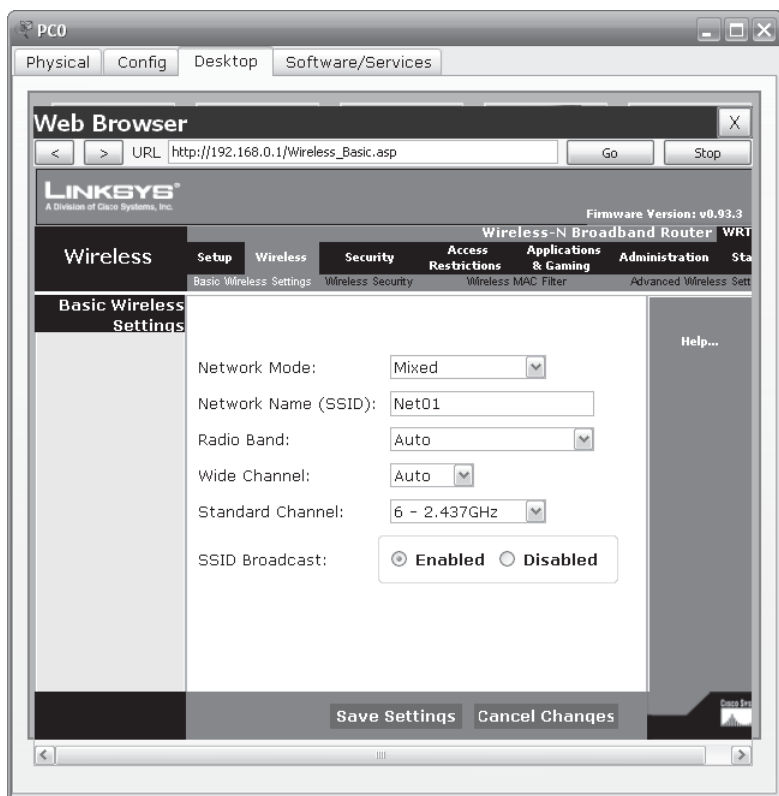 PC0
Physical Config Desktop Software/Services
Web Browser X
< > URL http://192.168.0.1/Wireless_Basic.asp Go Stop
LINKSYS®
A Division of Cisco Systems, Inc.
Firmware Version: v0.93.3
Wireless-N Broadband Router WRT
Wireless
Setup Wireless Security Access Restrictions Applications & Gaming Administration Sta
Basic Wireless Settings Wireless Security Wireless MAC Filter Advanced Wireless Sett
Basic Wireless
Settings
Help...
Network Mode: Mixed
Network Name (SSID): Net01
Radio Band: Auto
Wide Channel: Auto
Standard Channel: 6 - 2.437GHz
SSID Broadcast: Enabled Disabled
Save Settings Cancel Changes
Cisco Sys